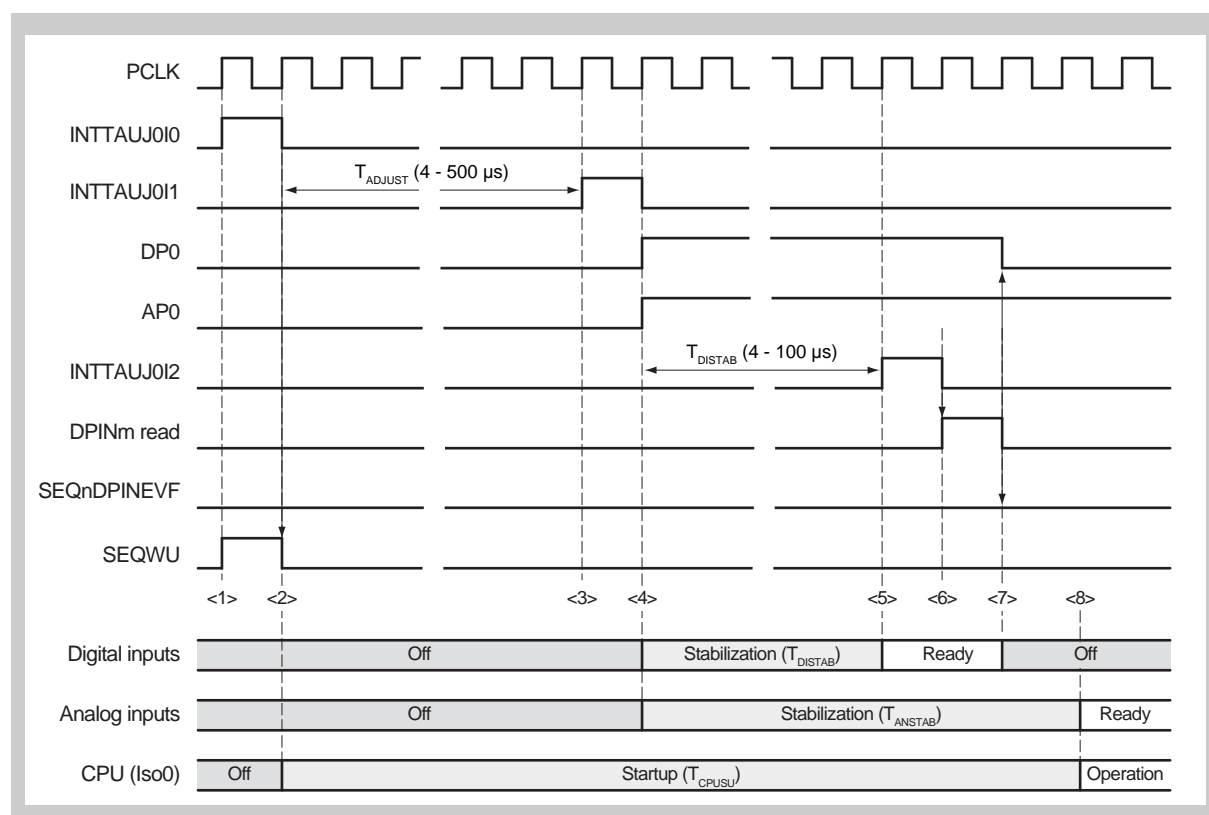 PCLK
INTTAUJ0I0
T_ADJUST (4 - 500 µs)
INTTAUJ0I1
DP0
AP0
T_DISTAB (4 - 100 µs)
INTTAUJ0I2
DPINm read
SEQnDPINEVF
SEQWU
<1> <2> <3> <4> <5> <6> <7> <8>
Digital inputs Off Stabilization (T_DISTAB) Ready Off
Analog inputs Off Stabilization (T_ANSTAB) Ready
CPU (Iso0) Off Startup (T_CPUSU) Operation